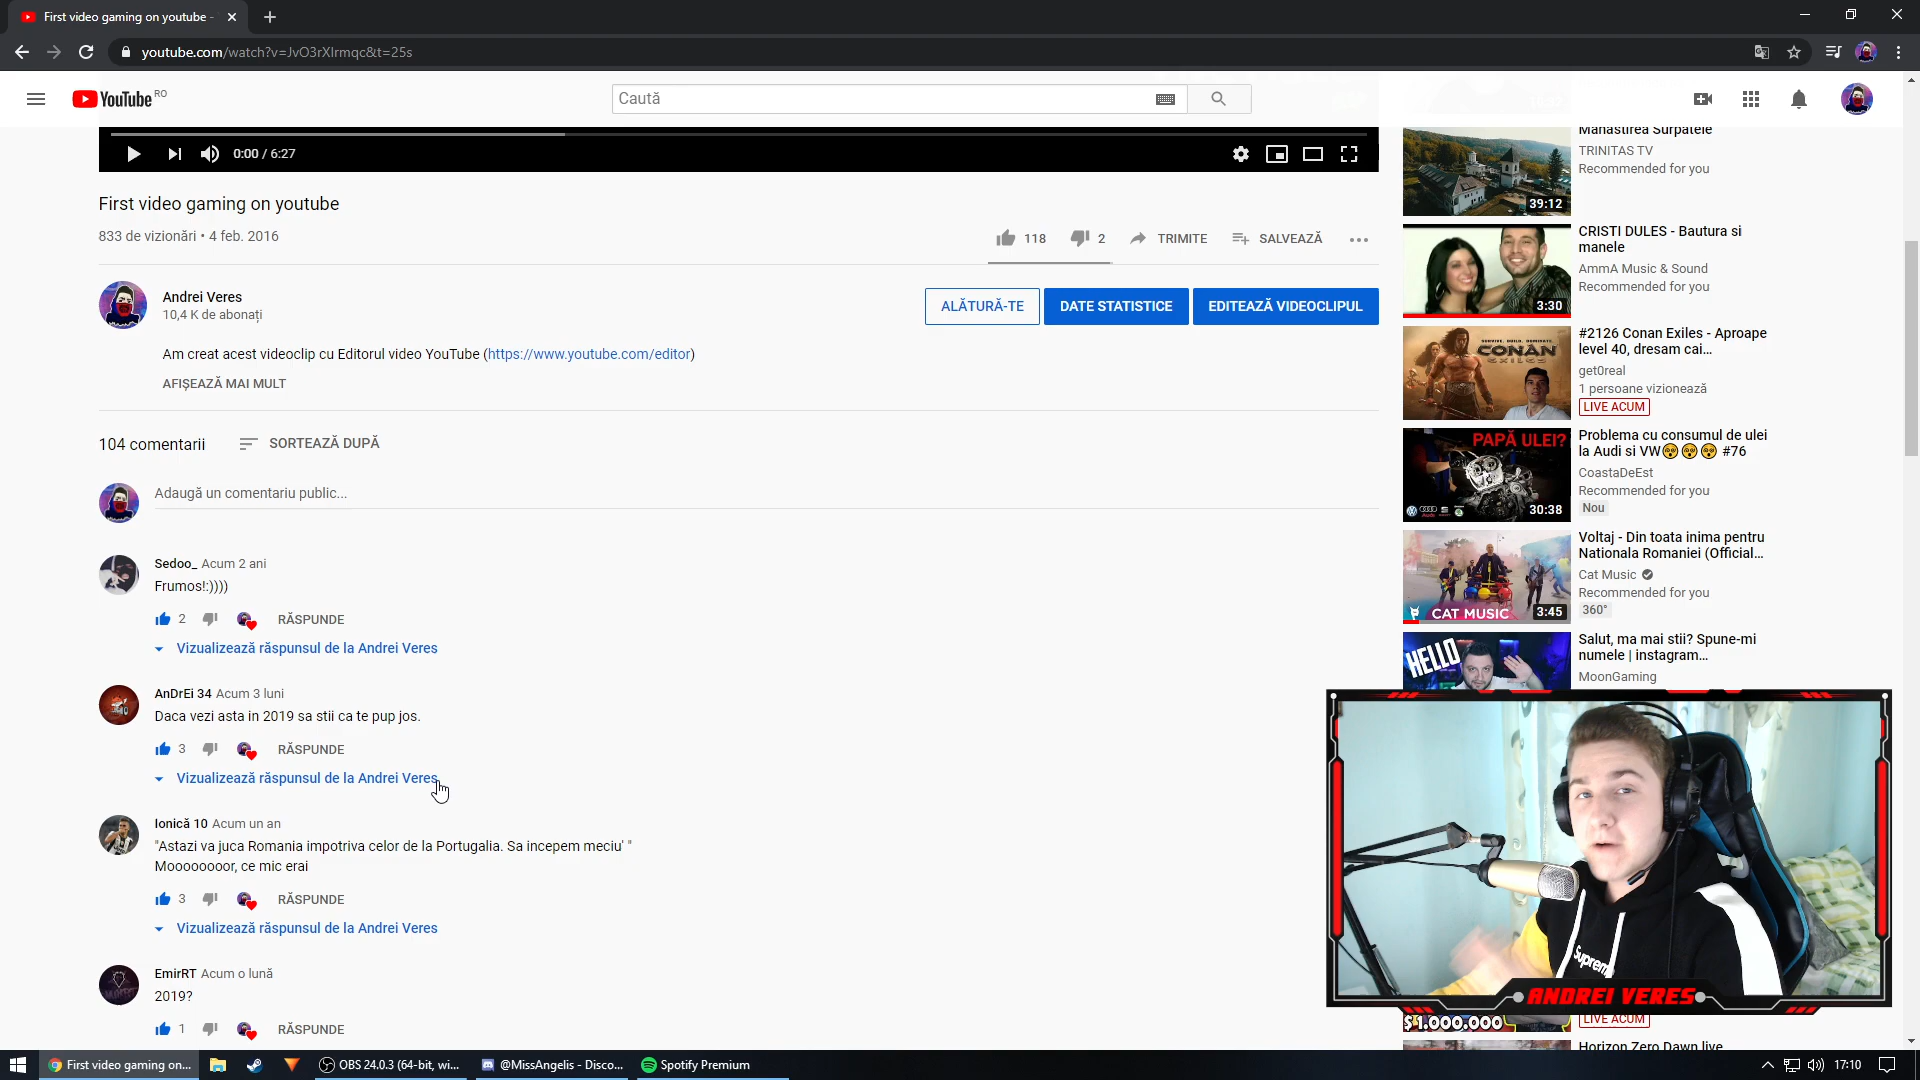 First video gaming on youtube -
youtube.com/watch?v=JvO3rXlrmqc&t=25s
YouTube RO
Caută
0:00 / 6:27
First video gaming on youtube
833 de vizionări • 4 feb. 2016
118
2
TRIMITE
SALVEAZĂ
Andrei Veres
10,4 K de abonați
ALĂTURĂ-TE
DATE STATISTICE
EDITEAZĂ VIDEOCLIPUL
Am creat acest videoclip cu Editorul video YouTube (https://www.youtube.com/editor)
AFIȘEAZĂ MAI MULT
104 comentarii
SORTEAZĂ DUPĂ
Adaugă un comentariu public...
Sedoo_ Acum 2 ani
Frumos!:))))
2
RĂSPUNDE
Vizualizează răspunsul de la Andrei Veres
AnDrEi 34 Acum 3 luni
Daca vezi asta in 2019 sa stii ca te pup jos.
3
RĂSPUNDE
Vizualizează răspunsul de la Andrei Veres
Ionică 10 Acum un an
"Astazi va juca Romania impotriva celor de la Portugalia. Sa incepem meciu' "
Moooooooor, ce mic erai
3
RĂSPUNDE
Vizualizează răspunsul de la Andrei Veres
EmirRT Acum o lună
2019?
1
RĂSPUNDE
Manastirea Surpatele
TRINITAS TV
Recommended for you
39:12
CRISTI DULES - Bautura si
manele
AmmA Music & Sound
Recommended for you
3:30
CONAN
EXILES
#2126 Conan Exiles - Aproape
level 40, dresam cai...
get0real
1 persoane vizionează
LIVE ACUM
PAPĂ ULEI?
30:38
Problema cu consumul de ulei
la Audi si VW😵😵😵 #76
CoastaDeEst
Recommended for you
Nou
CAT MUSIC
3:45
Voltaj - Din toata inima pentru
Nationala Romaniei (Official...
Cat Music
Recommended for you
360°
HELLO
Salut, ma mai stii? Spune-mi
numele | instagram...
MoonGaming
Supreme
ANDREI VERES
$1.000.000
LIVE ACUM
Horizon Zero Dawn live
First video gaming on...
OBS 24.0.3 (64-bit, wi...
@MissAngelis - Disco...
Spotify Premium
17:10